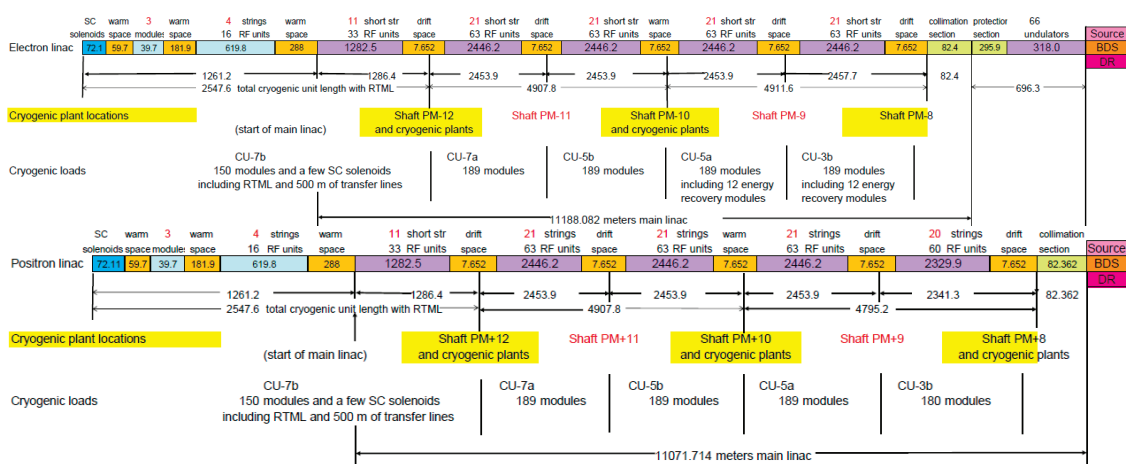 SC warm 3 warm 4 strings warm 11 short str drift 21 short str drift 21 short str warm 21 short str drift 21 short str drift collimation protection 66
solenoids space modules space 16 RF units space 33 RF units space 63 RF units space 63 RF units space 63 RF units space 63 RF units space section section undulators
Source
Electron linac 72.1 59.7 39.7 181.9 619.8 288 1282.5 7.652 2446.2 7.652 2446.2 7.652 2446.2 7.652 2446.2 7.652 82.4 295.9 318.0 BDS
DR
1261.2 1286.4 2453.9 2453.9 2453.9 2457.7 82.4
2547.6 total cryogenic unit length with RTML 4907.8 4911.6 696.3
Cryogenic plant locations Shaft PM-12 Shaft PM-11 Shaft PM-10 Shaft PM-9 Shaft PM-8
(start of main linac) and cryogenic plants and cryogenic plants
CU-7b CU-7a CU-5b CU-5a CU-3b
Cryogenic loads 150 modules and a few SC solenoids 189 modules 189 modules 189 modules 189 modules
including RTML and 500 m of transfer lines including 12 energy including 12 energy
recovery modules recovery modules
11188.082 meters main linac
SC warm 3 warm 4 strings warm 11 short str drift 21 strings drift 21 strings warm 21 strings drift 20 strings drift collimation
solenoids space modules space 16 RF units space 33 RF units space 63 RF units space 63 RF units space 63 RF units space 60 RF units space section
Source
Positron linac 72.11 59.7 39.7 181.9 619.8 288 1282.5 7.652 2446.2 7.652 2446.2 7.652 2446.2 7.652 2329.9 7.652 82.362 BDS
DR
1261.2 1286.4 2453.9 2453.9 2453.9 2341.3 82.362
2547.6 total cryogenic unit length with RTML 4907.8 4795.2
Cryogenic plant locations Shaft PM+12 Shaft PM+11 Shaft PM+10 Shaft PM+9 Shaft PM+8
(start of main linac) and cryogenic plants and cryogenic plants and cryogenic plants
CU-7b CU-7a CU-5b CU-5a CU-3b
Cryogenic loads 150 modules and a few SC solenoids 189 modules 189 modules 189 modules 180 modules
including RTML and 500 m of transfer lines
11071.714 meters main linac